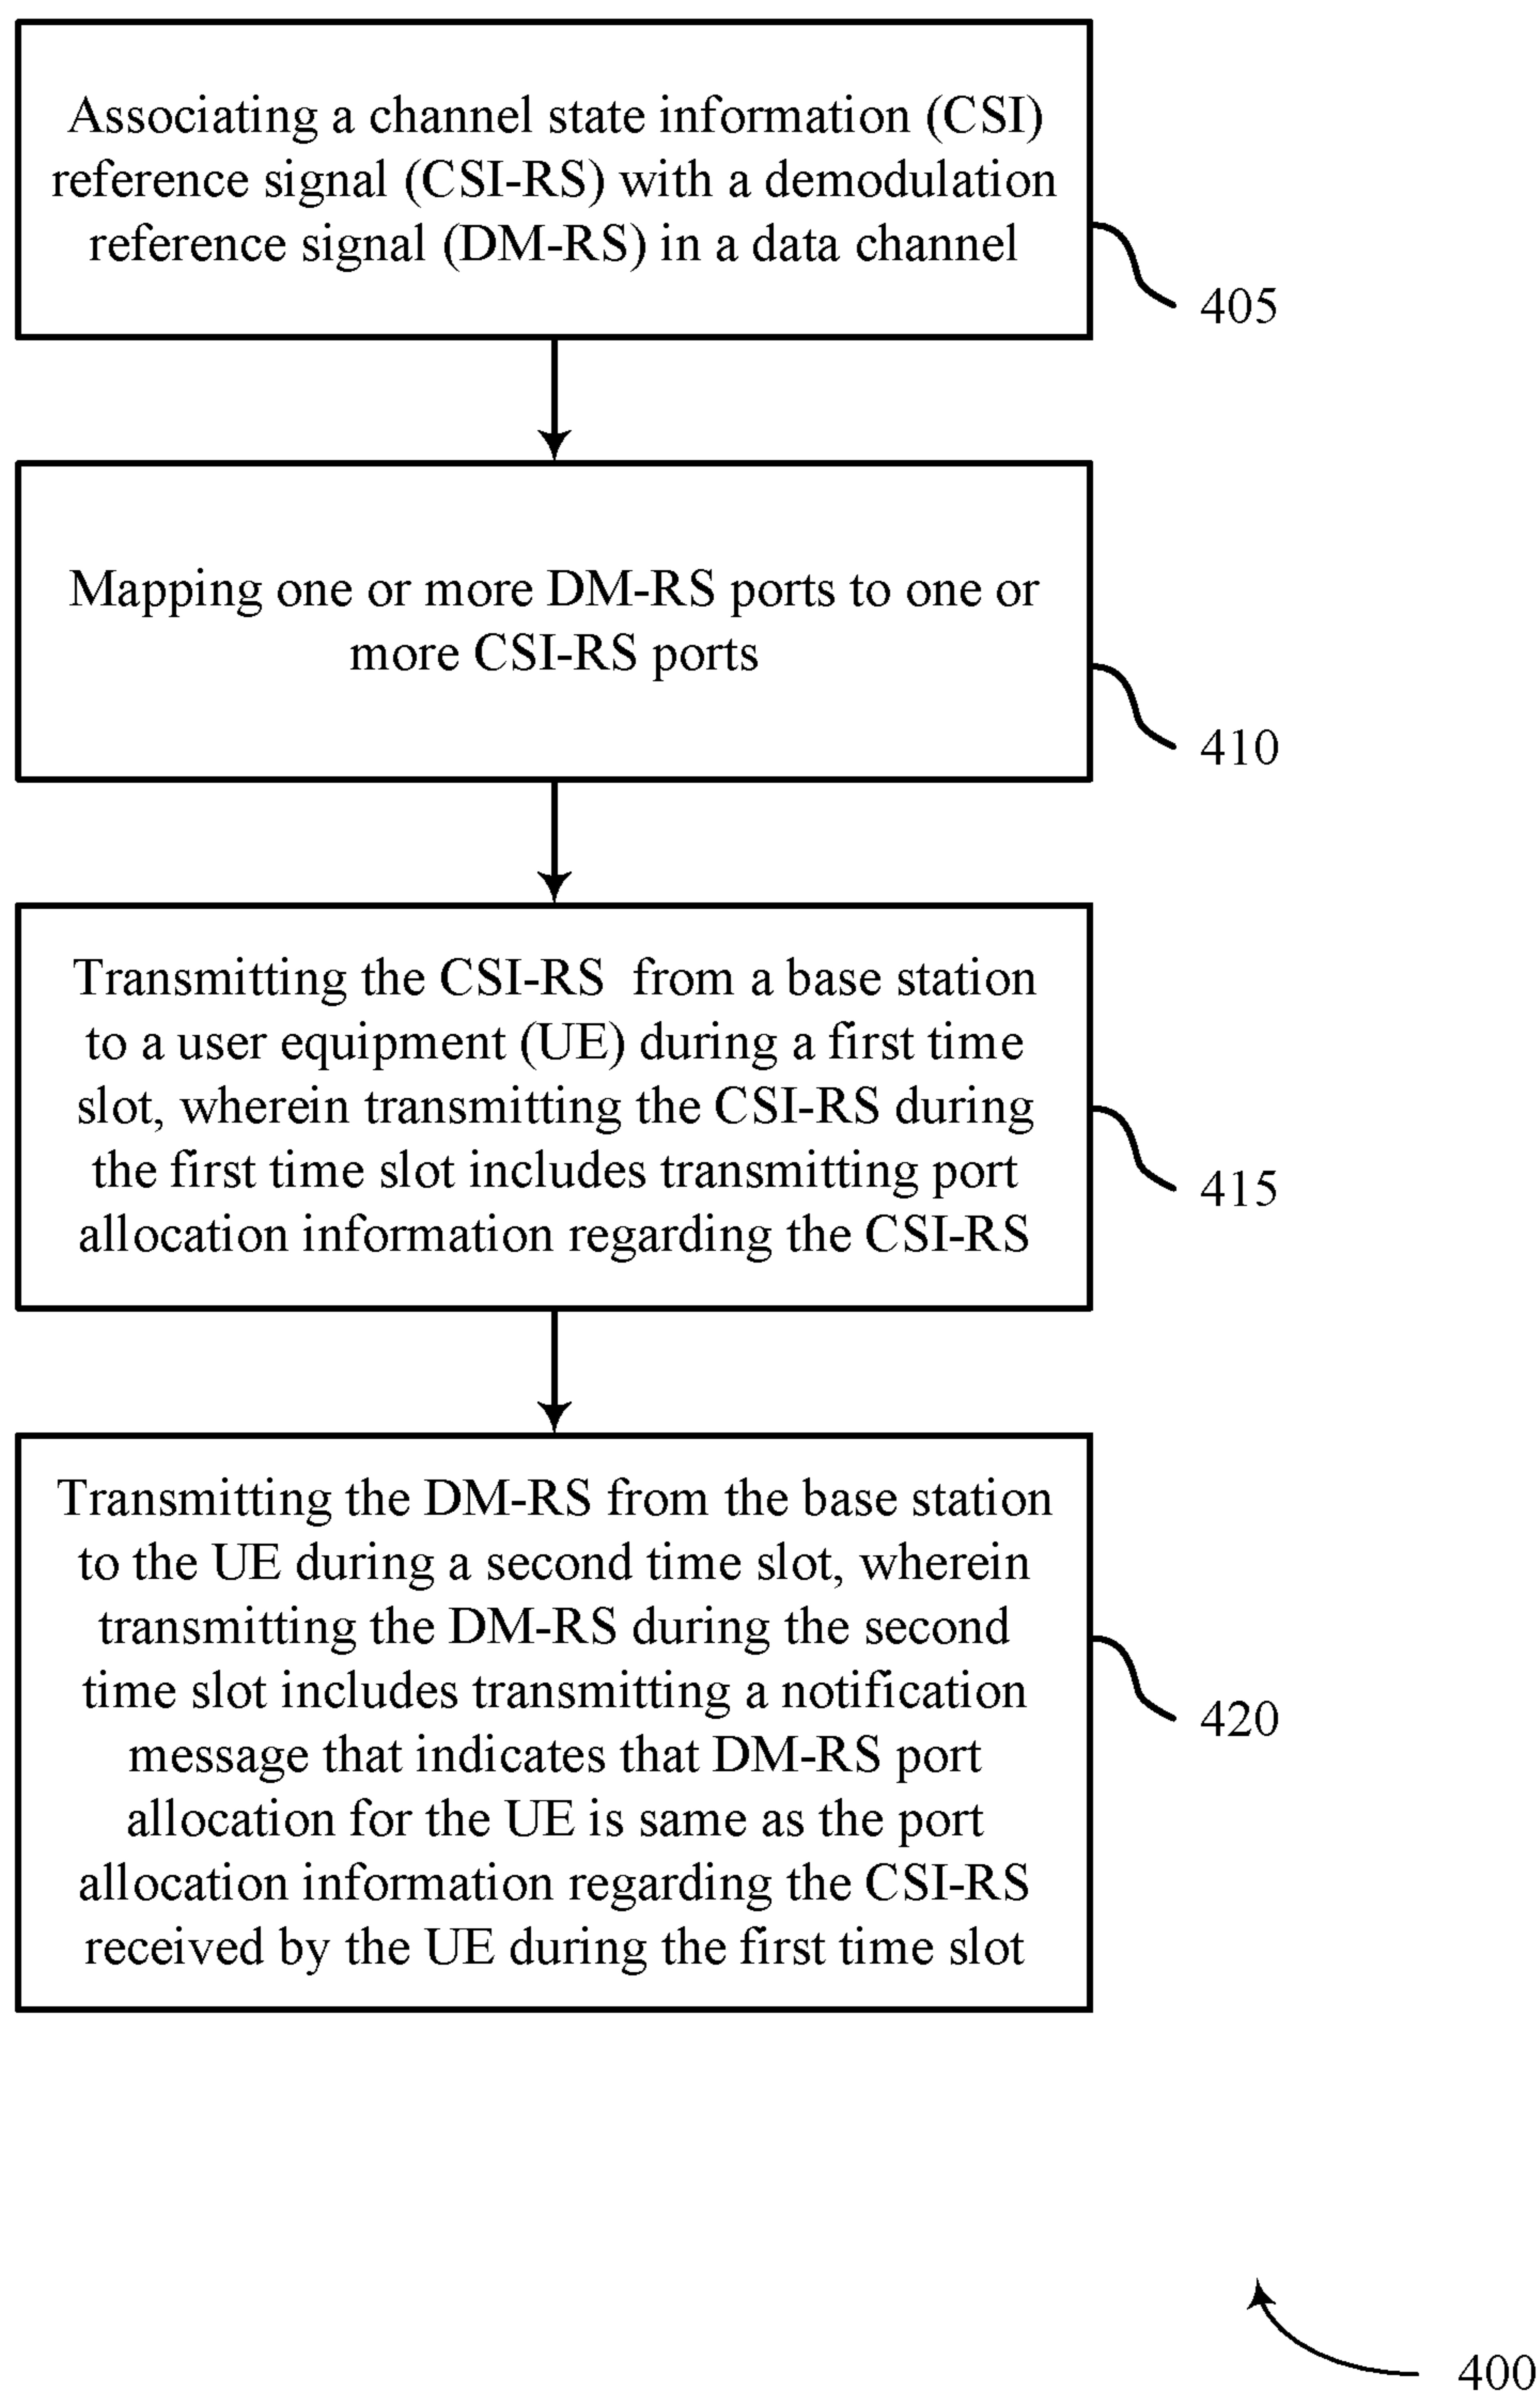 Associating a channel state information (CSI)
reference signal (CSI-RS) with a demodulation
reference signal (DM-RS) in a data channel
405
Mapping one or more DM-RS ports to one or
more CSI-RS ports
410
Transmitting the CSI-RS from a base station
to a user equipment (UE) during a first time
slot, wherein transmitting the CSI-RS during
the first time slot includes transmitting port
allocation information regarding the CSI-RS
415
Transmitting the DM-RS from the base station
to the UE during a second time slot, wherein
transmitting the DM-RS during the second
time slot includes transmitting a notification
message that indicates that DM-RS port
allocation for the UE is same as the port
allocation information regarding the CSI-RS
received by the UE during the first time slot
420
400